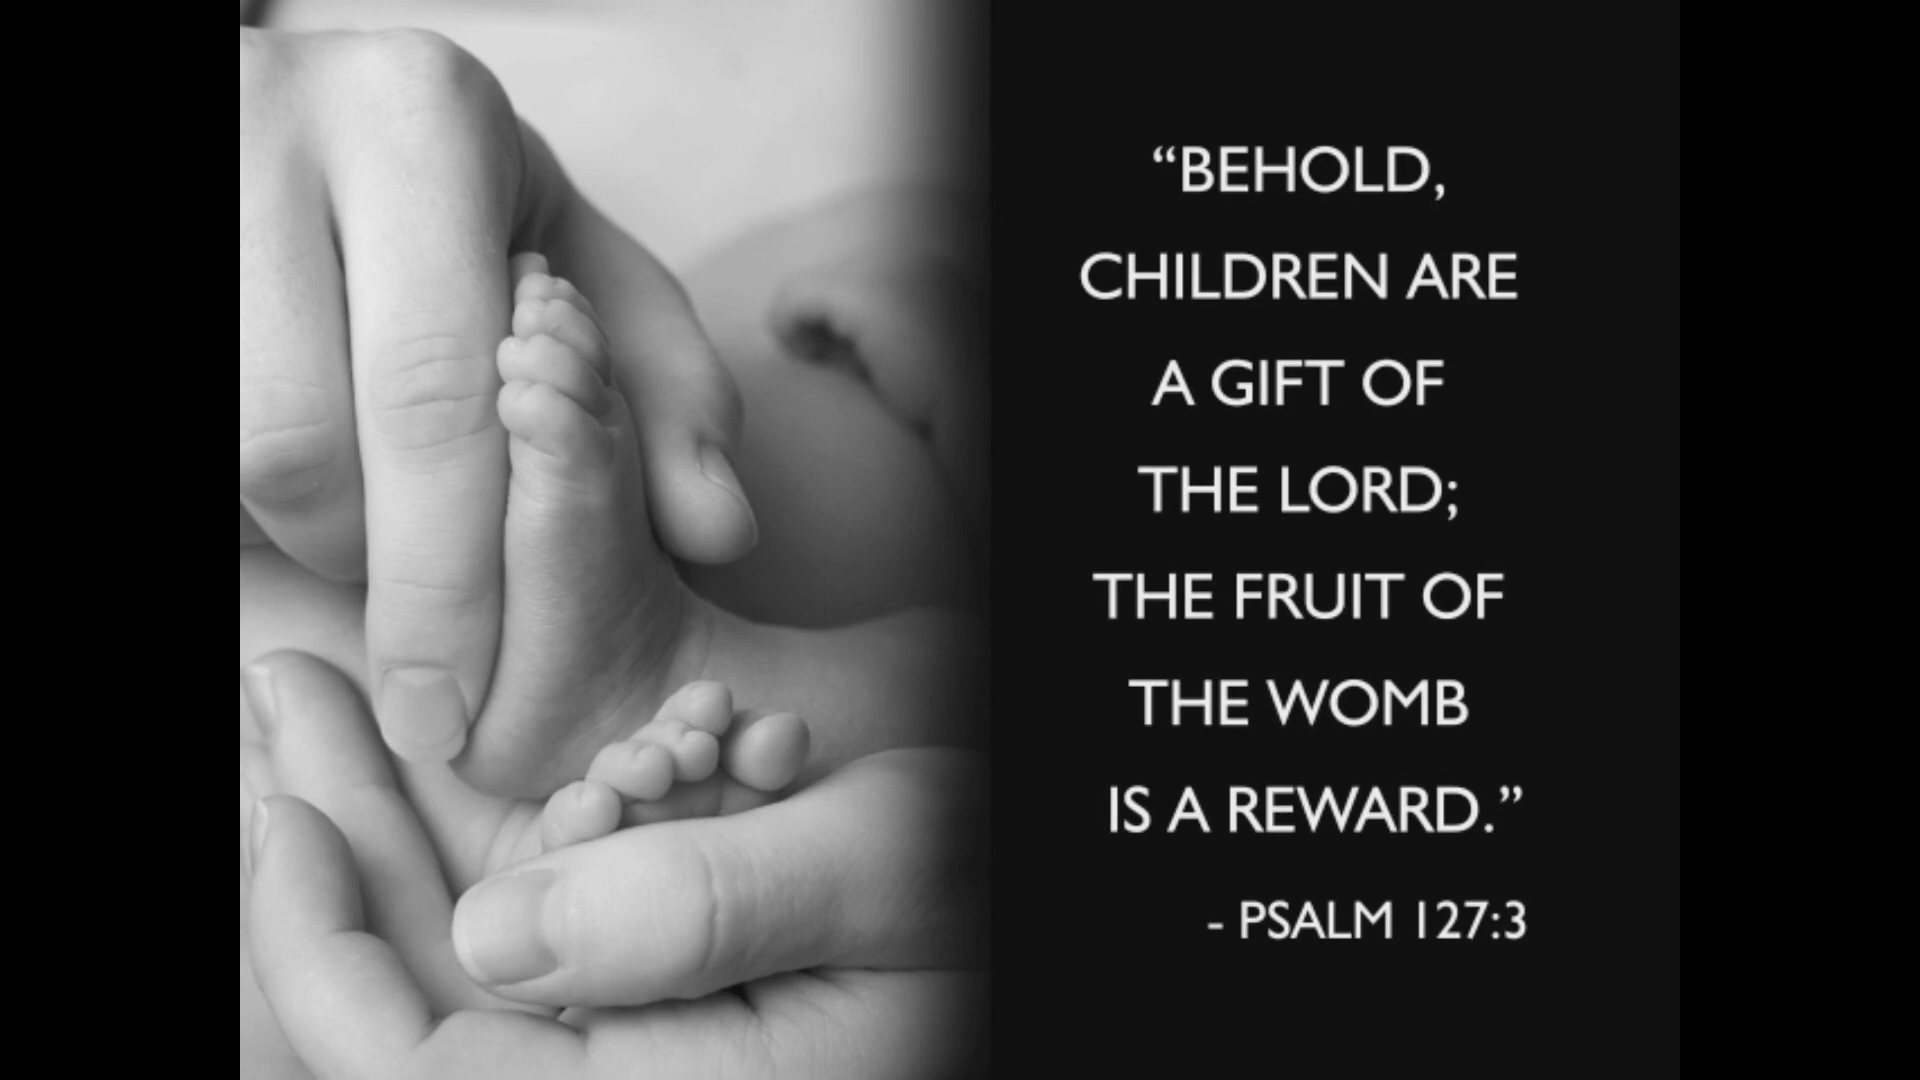 “BEHOLD,
CHILDREN ARE
A GIFT OF
THE LORD;
THE FRUIT OF
THE WOMB
IS A REWARD.”
- PSALM 127:3